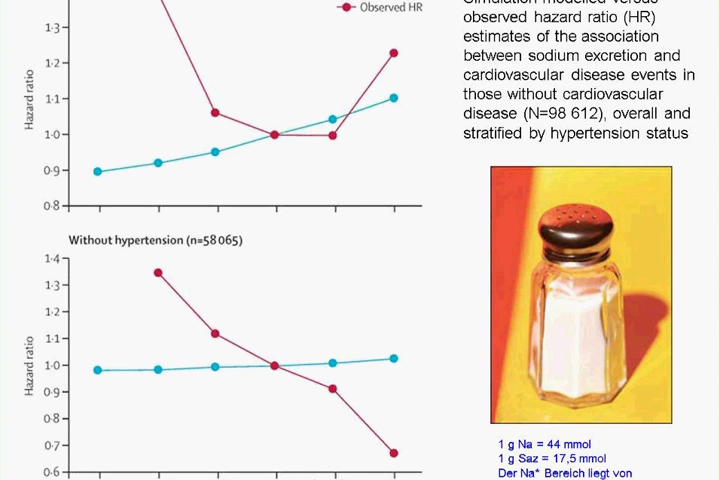 Observed HR
1·3
1·2
1·1
1·0
0·9
0·8
Hazard ratio
observed hazard ratio (HR)
estimates of the association
between sodium excretion and
cardiovascular disease events in
those without cardiovascular
disease (N=98 612), overall and
stratified by hypertension status
Without hypertension (n=58 065)
1·4
1·3
1·2
1·1
1·0
0·9
0·8
0·7
0·6
Hazard ratio
1 g Na = 44 mmol
1 g Saz = 17,5 mmol
Der Na* Bereich liegt von